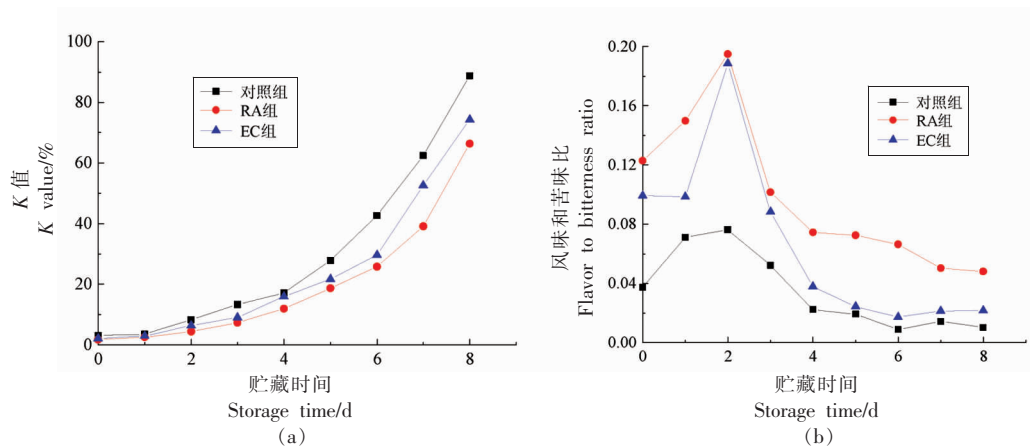 100
80
60
40
20
0
0
2
4
6
8
对照组
RA组
EC组
K 值
K value/%
贮藏时间
Storage time/d
(a)
0.20
0.16
0.12
0.08
0.04
0.00
0
2
4
6
8
对照组
RA组
EC组
风味和苦味比
Flavor to bitterness ratio
贮藏时间
Storage time/d
(b)